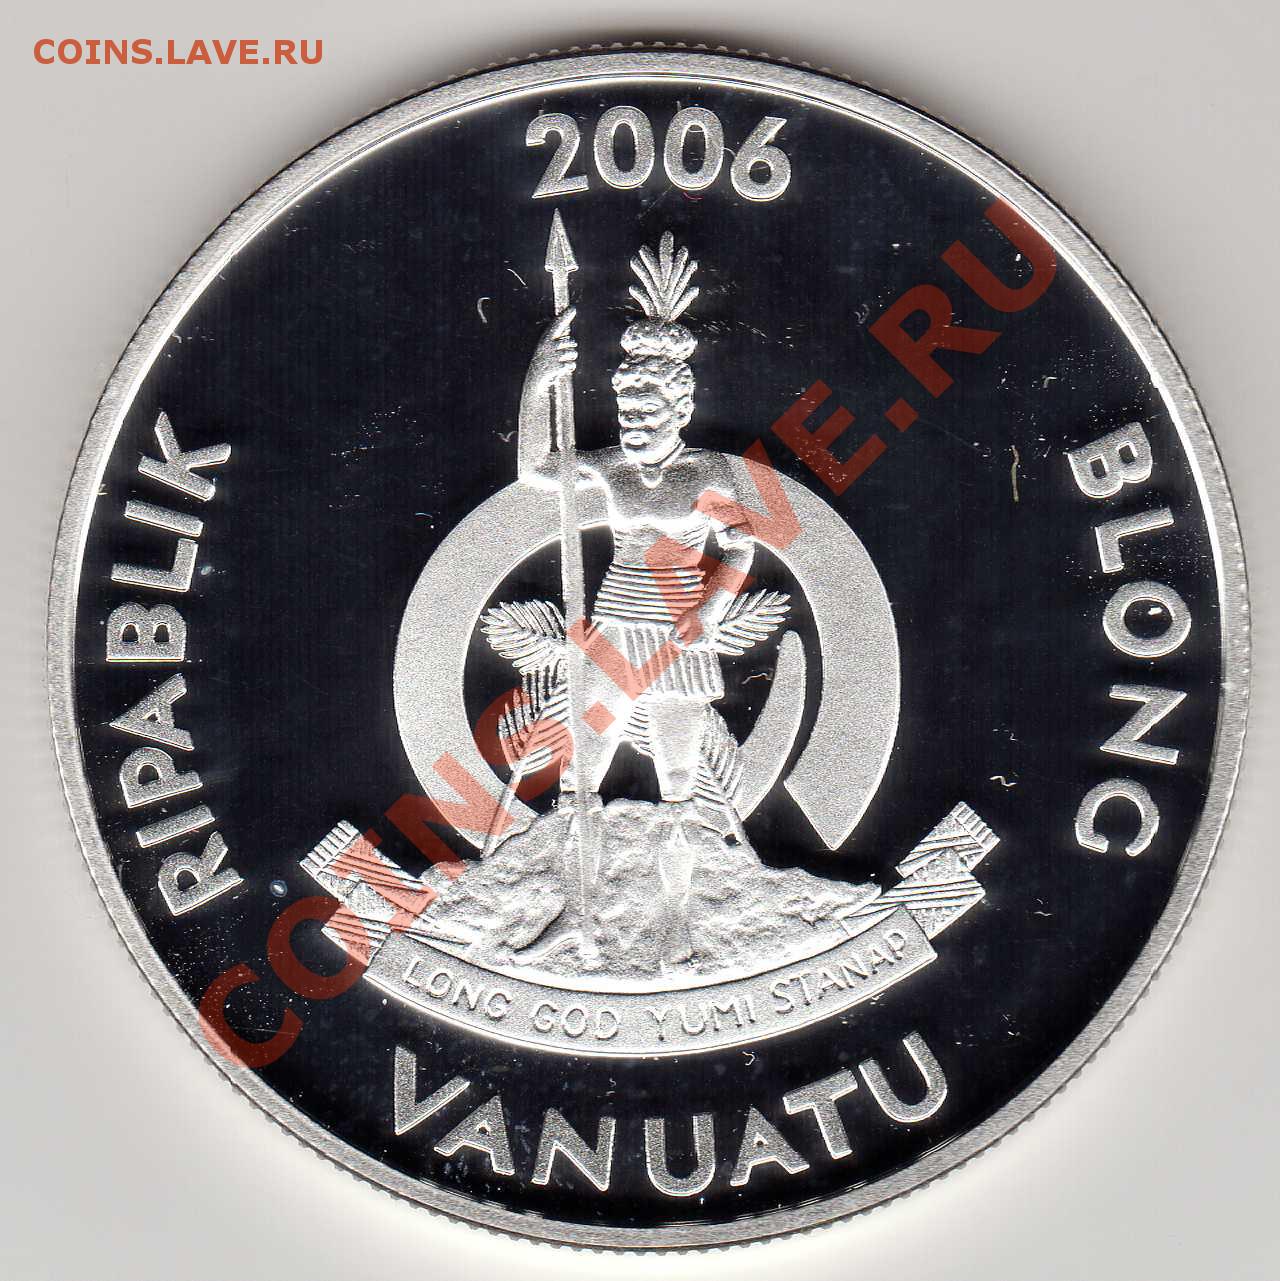 COINS.LAVE.RU
2006
RIPABLIK
BLONG
VANUATU
LONG GOD YUMI STANAP
COINS.LAVE.RU